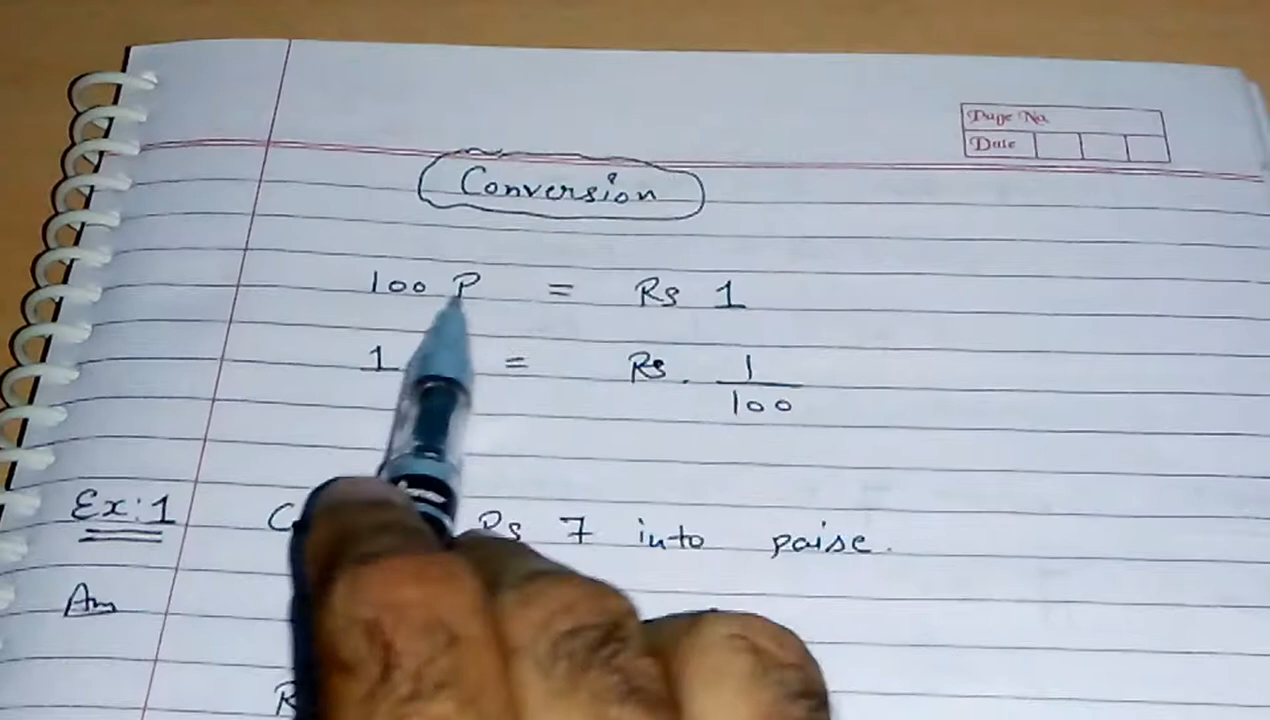 Page No.
Date
Conversion
100 P = Rs 1
1 = Rs. 1/100
Ex:1 Rs 7 into paise.
Ans